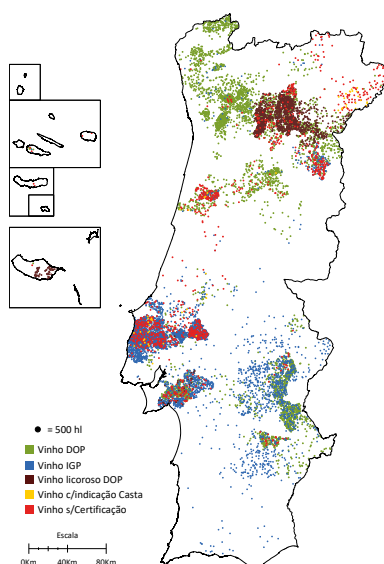 = 500 hl
Vinho DOP
Vinho IGP
Vinho licoroso DOP
Vinho c/indicação Casta
Vinho s/Certificação
Escala
0Km 40Km 80Km